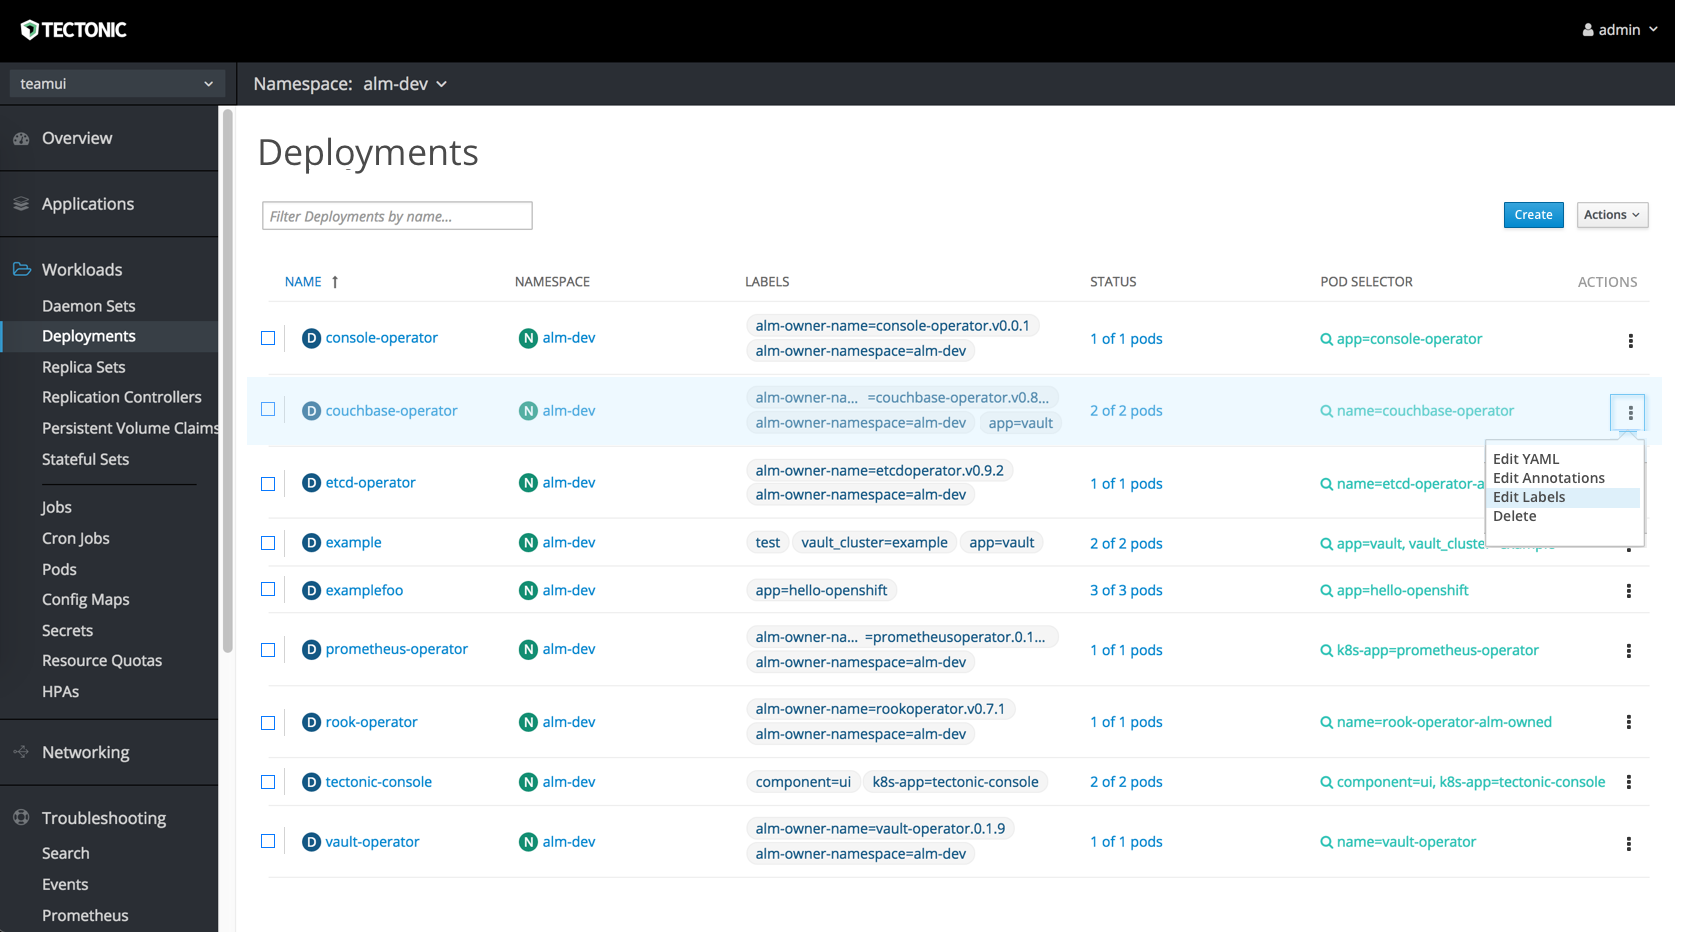 TECTONIC
admin
teamui
Namespace: alm-dev
Overview
Applications
Workloads
Daemon Sets
Deployments
Replica Sets
Replication Controllers
Persistent Volume Claims
Stateful Sets
Jobs
Cron Jobs
Pods
Config Maps
Secrets
Resource Quotas
HPAs
Networking
Troubleshooting
Search
Events
Prometheus
Deployments
Filter Deployments by name...
Create
Actions
NAME ↑ NAMESPACE LABELS STATUS POD SELECTOR ACTIONS
D console-operator N alm-dev alm-owner-name=console-operator.v0.0.1 1 of 1 pods app=console-operator
alm-owner-namespace=alm-dev
D couchbase-operator N alm-dev alm-owner-na... =couchbase-operator.v0.8... 2 of 2 pods name=couchbase-operator
alm-owner-namespace=alm-dev app=vault
Edit YAML
Edit Annotations
Edit Labels
Delete
D etcd-operator N alm-dev alm-owner-name=etcdoperator.v0.9.2 1 of 1 pods name=etcd-operator-a
alm-owner-namespace=alm-dev
D example N alm-dev test vault_cluster=example app=vault 2 of 2 pods app=vault, vault_cluste
D examplefoo N alm-dev app=hello-openshift 3 of 3 pods app=hello-openshift
D prometheus-operator N alm-dev alm-owner-na... =prometheusoperator.0.1... 1 of 1 pods k8s-app=prometheus-operator
alm-owner-namespace=alm-dev
D rook-operator N alm-dev alm-owner-name=rookoperator.v0.7.1 1 of 1 pods name=rook-operator-alm-owned
alm-owner-namespace=alm-dev
D tectonic-console N alm-dev component=ui k8s-app=tectonic-console 2 of 2 pods component=ui, k8s-app=tectonic-console
D vault-operator N alm-dev alm-owner-name=vault-operator.0.1.9 1 of 1 pods name=vault-operator
alm-owner-namespace=alm-dev